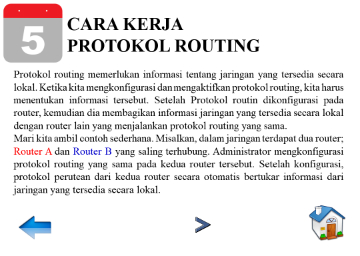 5
CARA KERJA
PROTOKOL ROUTING
Protokol routing memerlukan informasi tentang jaringan yang tersedia secara
lokal. Ketika kita mengkonfigurasi dan mengaktifkan protokol routing, kita harus
menentukan informasi tersebut. Setelah Protokol routin dikonfigurasi pada
router, kemudian dia membagikan informasi jaringan yang tersedia secara lokal
dengan router lain yang menjalankan protokol routing yang sama.
Mari kita ambil contoh sederhana. Misalkan, dalam jaringan terdapat dua router;
Router A dan Router B yang saling terhubung. Administrator mengkonfigurasi
protokol routing yang sama pada kedua router tersebut. Setelah konfigurasi,
protokol perutean dari kedua router secara otomatis bertukar informasi dari
jaringan yang tersedia secara lokal.